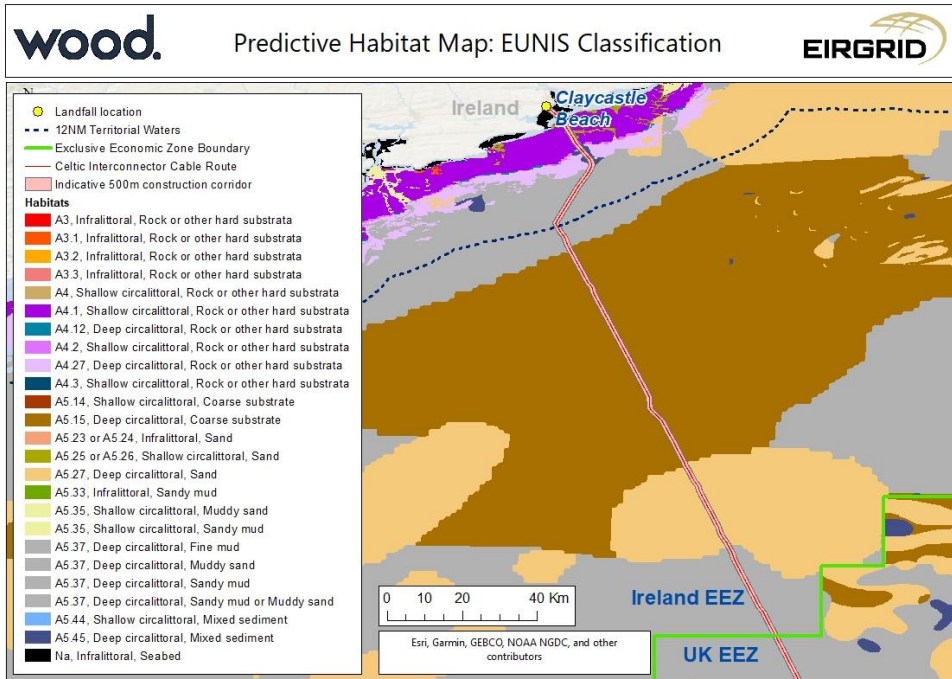 wood.
Predictive Habitat Map: EUNIS Classification
EIRGRID
N
Landfall location
12NM Territorial Waters
Exclusive Economic Zone Boundary
Celtic Interconnector Cable Route
Indicative 500m construction corridor
Habitats
A3, Infralittoral, Rock or other hard substrata
A3.1, Infralittoral, Rock or other hard substrata
A3.2, Infralittoral, Rock or other hard substrata
A3.3, Infralittoral, Rock or other hard substrata
A4, Shallow circalittoral, Rock or other hard substrata
A4.1, Shallow circalittoral, Rock or other hard substrata
A4.12, Deep circalittoral, Rock or other hard substrata
A4.2, Shallow circalittoral, Rock or other hard substrata
A4.27, Deep circalittoral, Rock or other hard substrata
A4.3, Shallow circalittoral, Rock or other hard substrata
A5.14, Shallow circalittoral, Coarse substrate
A5.15, Deep circalittoral, Coarse substrate
A5.23 or A5.24, Infralittoral, Sand
A5.25 or A5.26, Shallow circalittoral, Sand
A5.27, Deep circalittoral, Sand
A5.33, Infralittoral, Sandy mud
A5.35, Shallow circalittoral, Muddy sand
A5.35, Shallow circalittoral, Sandy mud
A5.37, Deep circalittoral, Fine mud
A5.37, Deep circalittoral, Muddy sand
A5.37, Deep circalittoral, Sandy mud
A5.37, Deep circalittoral, Sandy mud or Muddy sand
A5.44, Shallow circalittoral, Mixed sediment
A5.45, Deep circalittoral, Mixed sediment
Na, Infralittoral, Seabed
Ireland
Claycastle
Beach
0 10 20 40 Km
Esri, Garmin, GEBCO, NOAA NGDC, and other
contributors
Ireland EEZ
UK EEZ